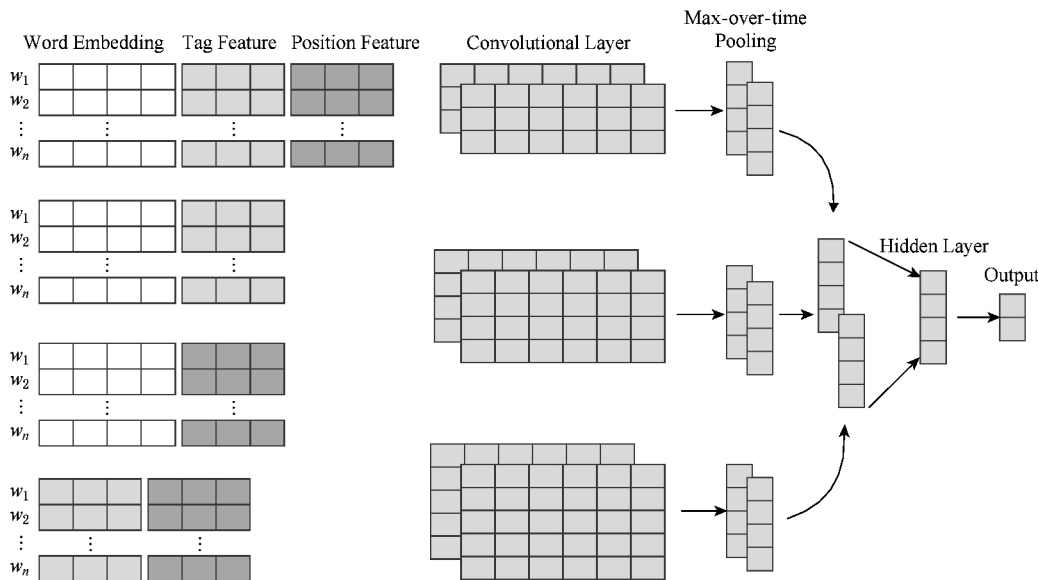 Word Embedding Tag Feature Position Feature Convolutional Layer Max-over-time
Pooling
w₁
w₂
⋮ ⋮ ⋮ ⋮
wₙ
w₁
w₂
⋮ ⋮ ⋮
wₙ
Hidden Layer
Output
w₁
w₂
⋮ ⋮ ⋮
wₙ
w₁
w₂
⋮ ⋮ ⋮
wₙ